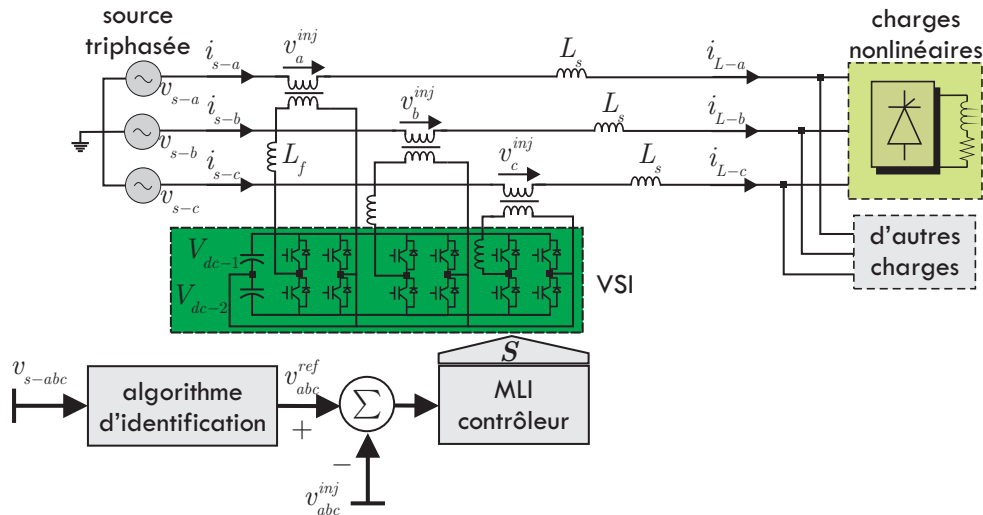 source
triphasée
charges
nonlinéaires
i_{s-a}
v_a^{inj}
L_s
i_{L-a}
v_{s-a}
i_{s-b}
v_b^{inj}
L_s
i_{L-b}
v_{s-b}
i_{s-c}
L_f
v_c^{inj}
L_s
i_{L-c}
v_{s-c}
d'autres
charges
V_{dc-1}
V_{dc-2}
VSI
S
v_{s-abc}
algorithme
d'identification
v_{abc}^{ref}
+
Σ
−
v_{abc}^{inj}
MLI
contrôleur